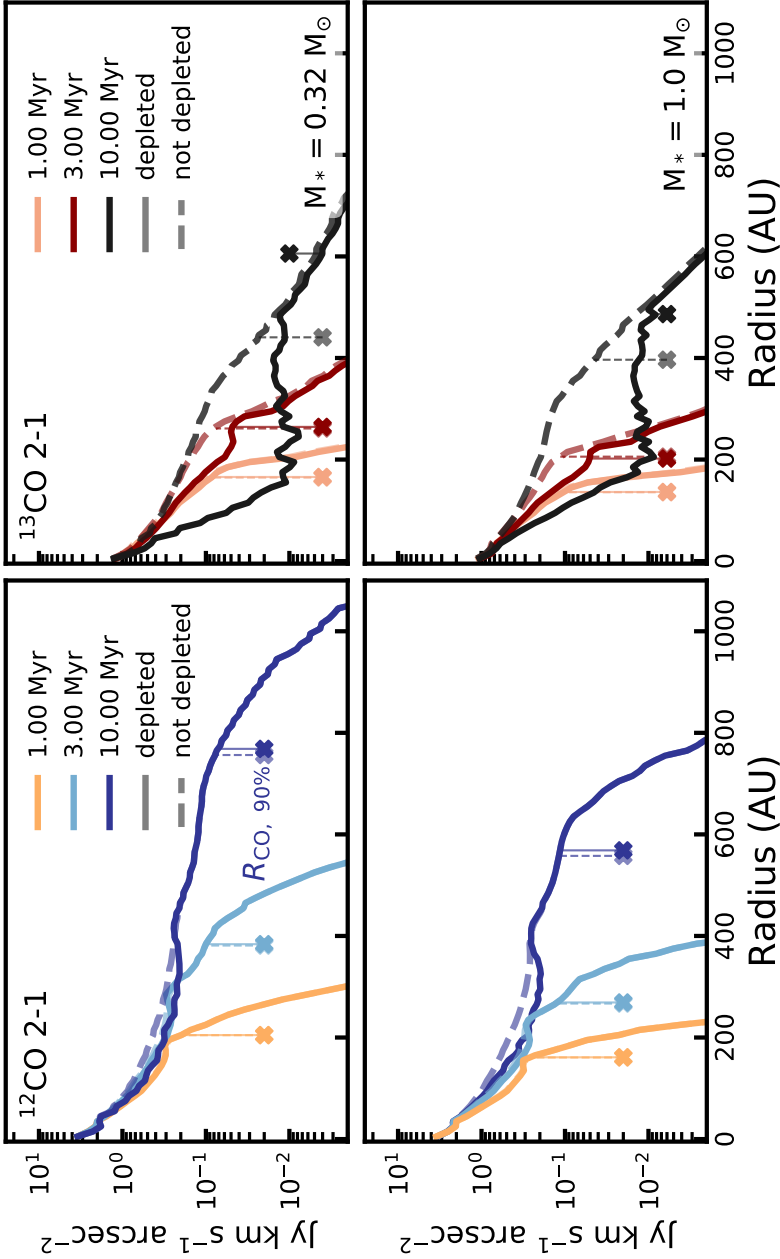 ¹²CO 2-1
1.00 Myr
3.00 Myr
10.00 Myr
depleted
not depleted
R_CO, 90%
10¹
10⁰
10⁻¹
10⁻²
Jy km s⁻¹ arcsec⁻²
¹³CO 2-1
1.00 Myr
3.00 Myr
10.00 Myr
depleted
not depleted
M∗ = 0.32 M⊙
10¹
10⁰
10⁻¹
10⁻²
Jy km s⁻¹ arcsec⁻²
0 200 400 600 800 1000
Radius (AU)
M∗ = 1.0 M⊙
0 200 400 600 800 1000
Radius (AU)